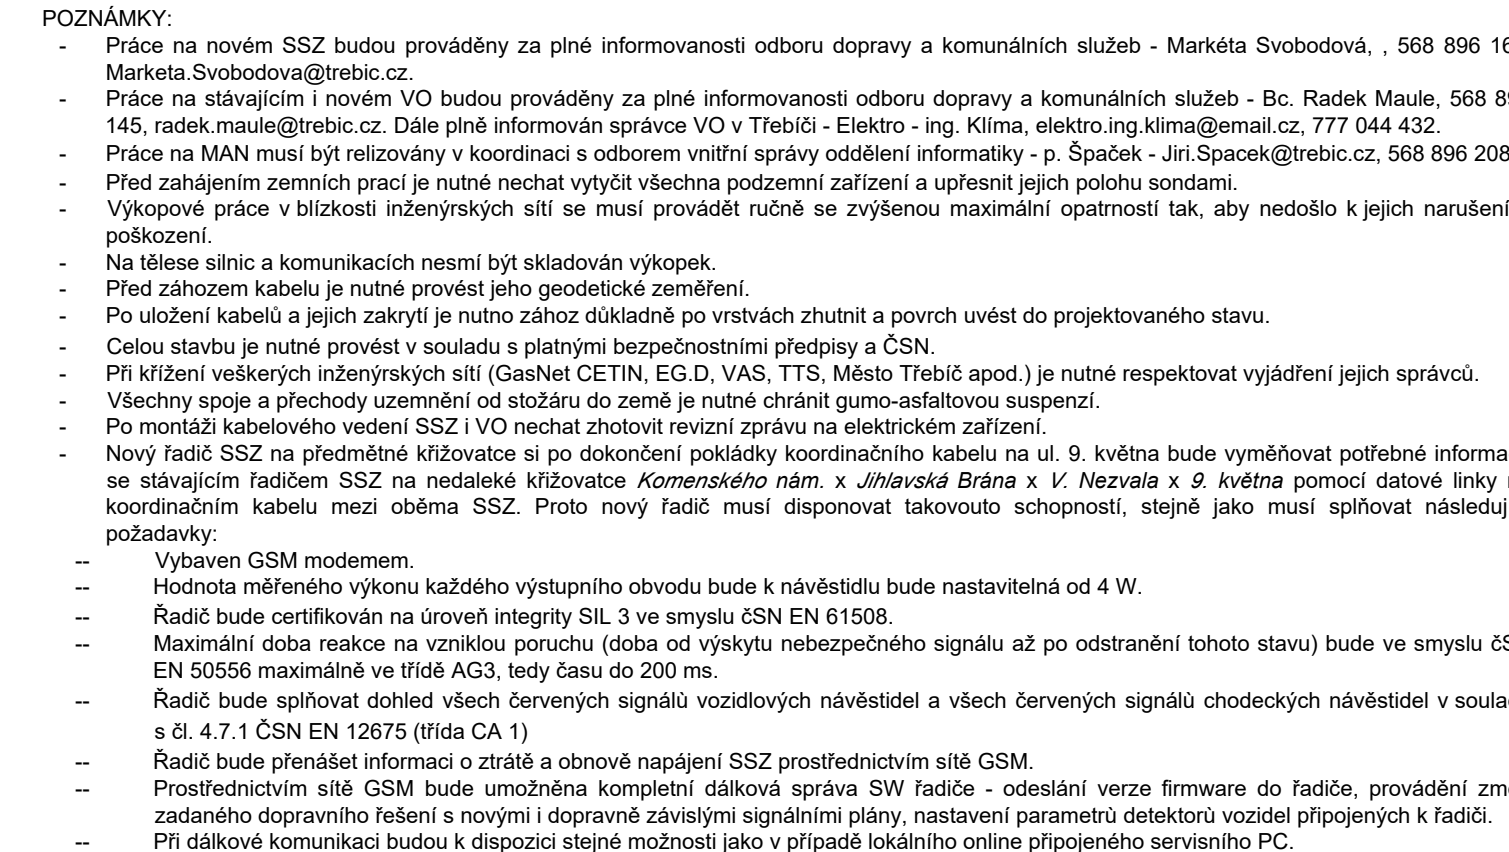 POZNÁMKY:
- Práce na novém SSZ budou prováděny za plné informovanosti odboru dopravy a komunálních služeb - Markéta Svobodová, , 568 896
Marketa.Svobodova@trebic.cz.
- Práce na stávajícím i novém VO budou prováděny za plné informovanosti odboru dopravy a komunálních služeb - Bc. Radek Maule, 568
145, radek.maule@trebic.cz. Dále plně informován správce VO v Třebíči - Elektro - ing. Klíma, elektro.ing.klima@email.cz, 777 044 432.
- Práce na MAN musí být relizovány v koordinaci s odborem vnitřní správy oddělení informatiky - p. Špaček - Jiri.Spacek@trebic.cz, 568 896 208
- Před zahájením zemních prací je nutné nechat vytyčit všechna podzemní zařízení a upřesnit jejich polohu sondami.
- Výkopové práce v blízkosti inženýrských sítí se musí provádět ručně se zvýšenou maximální opatrností tak, aby nedošlo k jejich narušení
poškození.
- Na tělese silnic a komunikacích nesmí být skladován výkopek.
- Před záhozem kabelu je nutné provést jeho geodetické zeměření.
- Po uložení kabelů a jejich zakrytí je nutno zához důkladně po vrstvách zhutnit a povrch uvést do projektovaného stavu.
- Celou stavbu je nutné provést v souladu s platnými bezpečnostními předpisy a ČSN.
- Při křížení veškerých inženýrských sítí (GasNet CETIN, EG.D, VAS, TTS, Město Třebíč apod.) je nutné respektovat vyjádření jejich správců.
- Všechny spoje a přechody uzemnění od stožáru do země je nutné chránit gumo-asfaltovou suspenzí.
- Po montáži kabelového vedení SSZ i VO nechat zhotovit revizní zprávu na elektrickém zařízení.
- Nový řadič SSZ na předmětné křižovatce si po dokončení pokládky koordinačního kabelu na ul. 9. května bude vyměňovat potřebné informa
se stávajícím řadičem SSZ na nedaleké křižovatce Komenského nám. x Jihlavská Brána x V. Nezvala x 9. května pomocí datové linky
koordinačním kabelu mezi oběma SSZ. Proto nový řadič musí disponovat takovouto schopností, stejně jako musí splňovat následuj
požadavky:
-- Vybaven GSM modemem.
-- Hodnota měřeného výkonu každého výstupního obvodu bude k návěstidlu bude nastavitelná od 4 W.
-- Řadič bude certifikován na úroveň integrity SIL 3 ve smyslu čSN EN 61508.
-- Maximální doba reakce na vzniklou poruchu (doba od výskytu nebezpečného signálu až po odstranění tohoto stavu) bude ve smyslu čS
EN 50556 maximálně ve třídě AG3, tedy času do 200 ms.
-- Řadič bude splňovat dohled všech červených signálù vozidlových návěstidel a všech červených signálù chodeckých návěstidel v soula
s čl. 4.7.1 ČSN EN 12675 (třída CA 1)
-- Řadič bude přenášet informaci o ztrátě a obnově napájení SSZ prostřednictvím sítě GSM.
-- Prostřednictvím sítě GSM bude umožněna kompletní dálková správa SW řadiče - odeslání verze firmware do řadiče, provádění zm
zadaného dopravního řešení s novými i dopravně závislými signálními plány, nastavení parametrù detektorù vozidel připojených k řadiči.
-- Při dálkové komunikaci budou k dispozici stejné možnosti jako v případě lokálního online připojeného servisního PC.